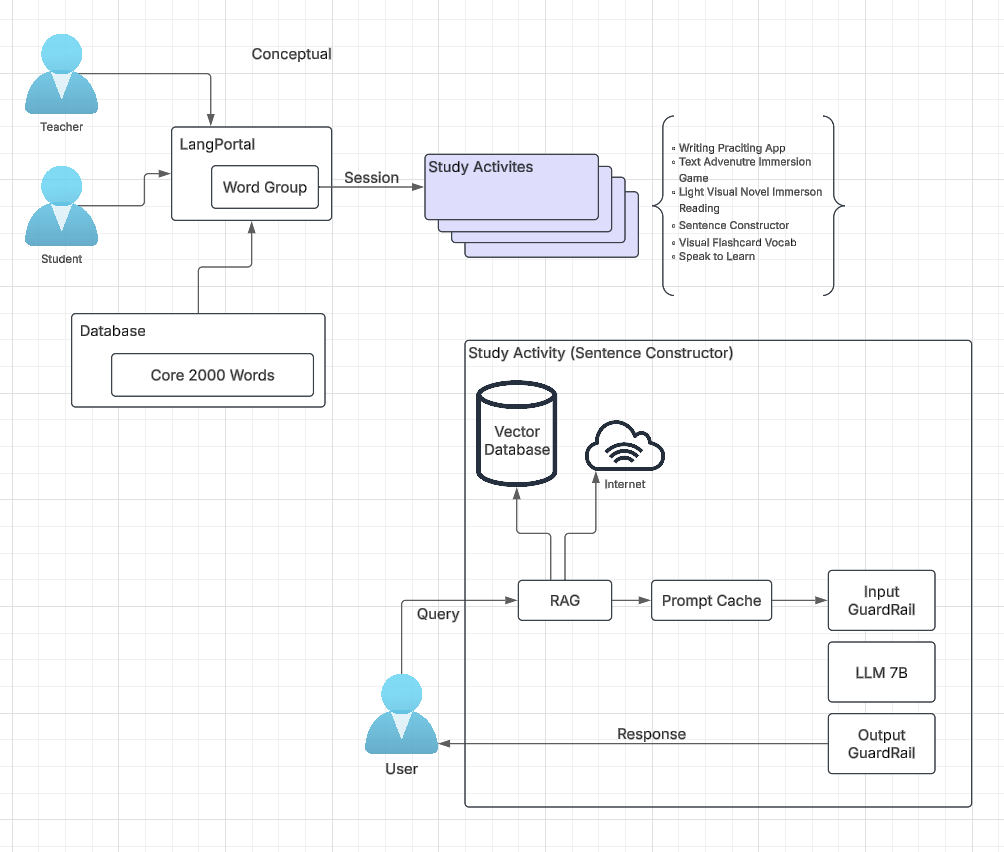 Conceptual
Teacher
LangPortal
Word Group
Session
Study Activites
Student
▫ Writing Praciting App
▫ Text Advenutre Immersion
Game
▫ Light Visual Novel Immerson
Reading
▫ Sentence Constructor
▫ Visual Flashcard Vocab
▫ Speak to Learn
Database
Core 2000 Words
Study Activity (Sentence Constructor)
Vector
Database
Internet
Query
RAG
Prompt Cache
Input
GuardRail
LLM 7B
Output
GuardRail
Response
User